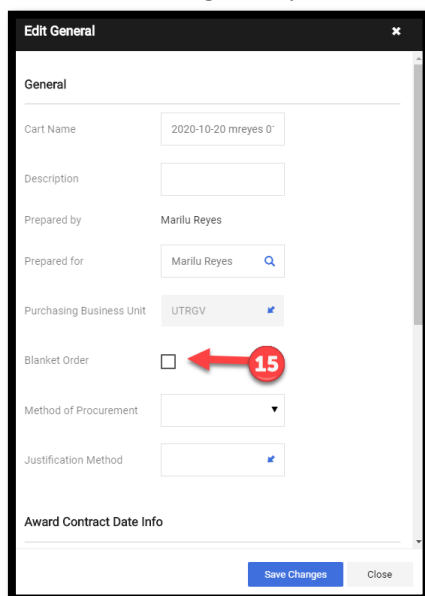 Edit General
General
Cart Name 2020-10-20 mreyes 0
Description
Prepared by Marilu Reyes
Prepared for Marilu Reyes
Purchasing Business Unit UTRGV
Blanket Order 15
Method of Procurement
Justification Method
Award Contract Date Info
Save Changes Close